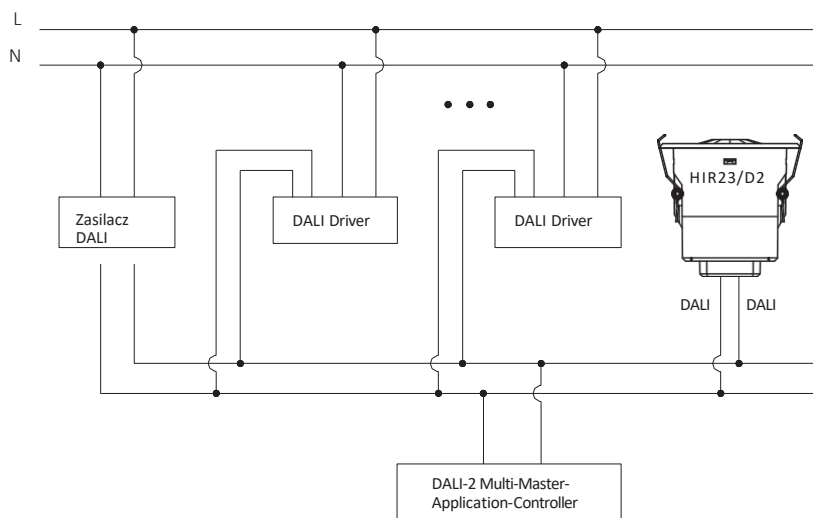 L
N
HIR23/D2
Zasilacz
DALI
DALI Driver
DALI Driver
DALI
DALI
DALI-2 Multi-Master-
Application-Controller